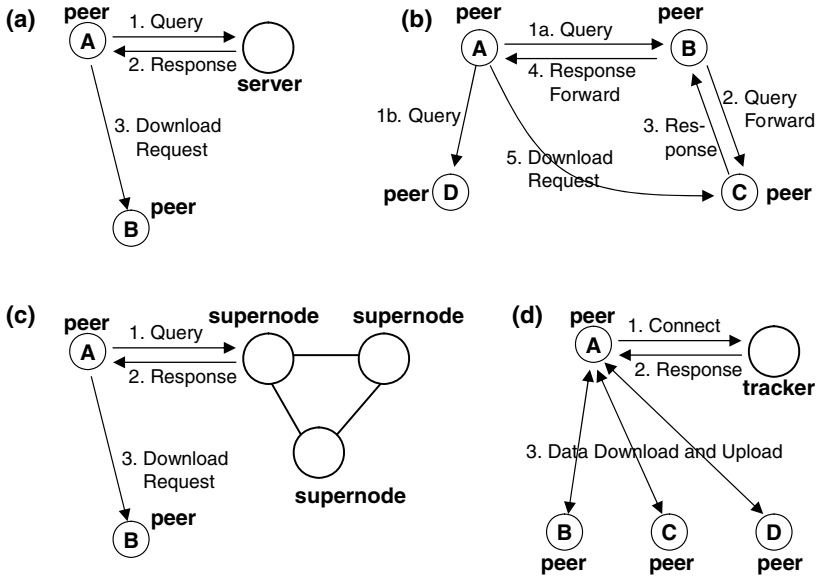 (a)
peer
A
1. Query
2. Response
server
3. Download
Request
peer
B
(b)
peer
A
1a. Query
4. Response
Forward
peer
B
1b. Query
2. Query
Forward
3. Res-
ponse
5. Download
Request
peer
D
C
peer
(c)
peer
A
1. Query
2. Response
supernode
supernode
supernode
3. Download
Request
peer
B
(d)
peer
A
1. Connect
2. Response
tracker
3. Data Download and Upload
B
peer
C
peer
D
peer